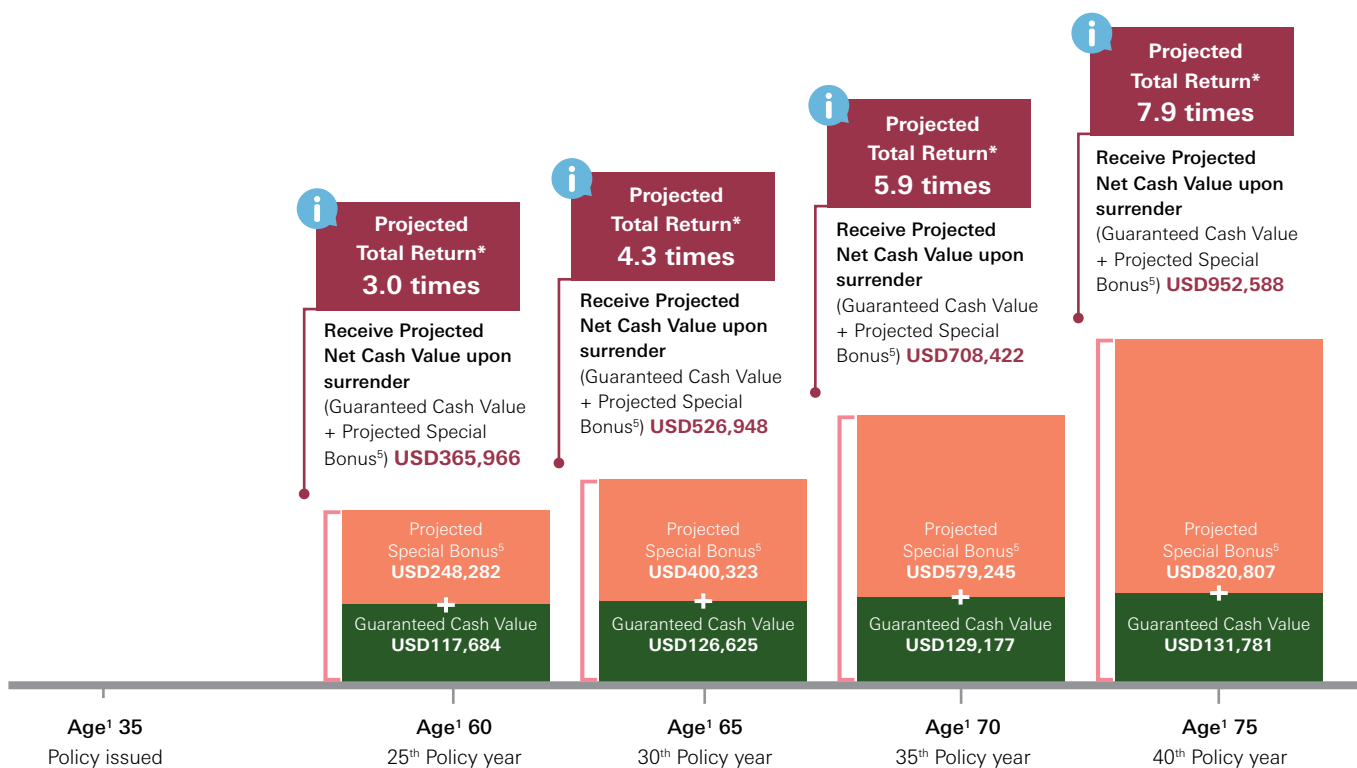 Projected
Total Return*
3.0 times
Receive Projected
Net Cash Value upon
surrender
(Guaranteed Cash Value
+ Projected Special
Bonus⁵) USD365,966
Projected
Special Bonus⁵
USD248,282
+
Guaranteed Cash Value
USD117,684
Projected
Total Return*
4.3 times
Receive Projected
Net Cash Value upon
surrender
(Guaranteed Cash Value
+ Projected Special
Bonus⁵) USD526,948
Projected
Special Bonus⁵
USD400,323
+
Guaranteed Cash Value
USD126,625
Projected
Total Return*
5.9 times
Receive Projected
Net Cash Value upon
surrender
(Guaranteed Cash Value
+ Projected Special
Bonus⁵) USD708,422
Projected
Special Bonus⁵
USD579,245
+
Guaranteed Cash Value
USD129,177
Projected
Total Return*
7.9 times
Receive Projected
Net Cash Value upon
surrender
(Guaranteed Cash Value
+ Projected Special
Bonus⁵) USD952,588
Projected
Special Bonus⁵
USD820,807
+
Guaranteed Cash Value
USD131,781
Age¹ 35
Policy issued
Age¹ 60
25th Policy year
Age¹ 65
30th Policy year
Age¹ 70
35th Policy year
Age¹ 75
40th Policy year